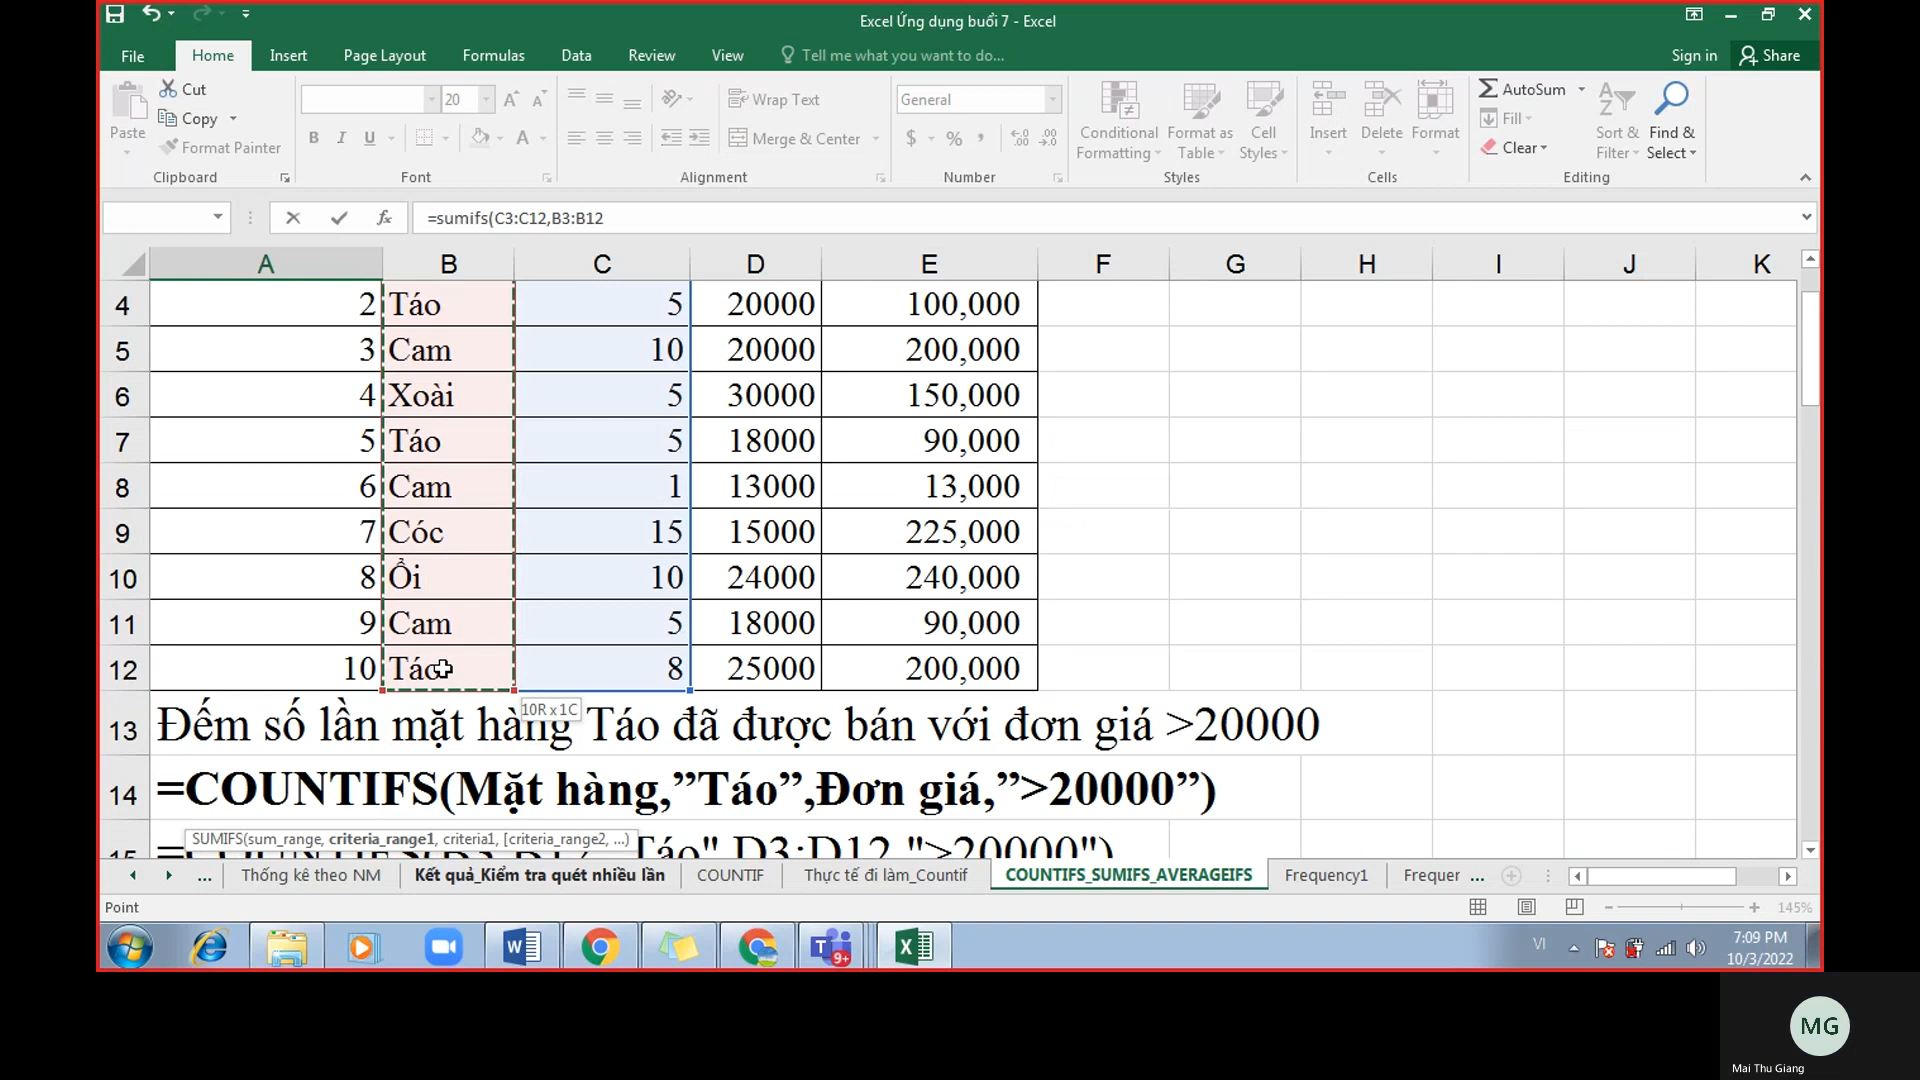 Excel Ứng dụng buổi 7 - Excel
File Home Insert Page Layout Formulas Data Review View Tell me what you want to do... Sign in Share
Cut
Copy
Format Painter
Paste
Clipboard
20
B I U A
Font
Wrap Text
Merge & Center
Alignment
General
$ % ,
Number
Conditional Formatting
Format as Table
Cell Styles
Styles
Insert Delete Format
Cells
AutoSum
Fill
Clear
Sort & Filter
Find & Select
Editing
fx =sumifs(C3:C12,B3:B12
A B C D E F G H I J K
4 2 Táo 5 20000 100,000
5 3 Cam 10 20000 200,000
6 4 Xoài 5 30000 150,000
7 5 Táo 5 18000 90,000
8 6 Cam 1 13000 13,000
9 7 Cóc 15 15000 225,000
10 8 Ổi 10 24000 240,000
11 9 Cam 5 18000 90,000
12 10 Táo 8 25000 200,000
10R x 1C
13 Đếm số lần mặt hàng Táo đã được bán với đơn giá >20000
14 =COUNTIFS(Mặt hàng,”Táo”,Đơn giá,”>20000”)
SUMIFS(sum_range, criteria_range1, criteria1, [criteria_range2, ...)
Táo",D3:D12,">20000")
... Thống kê theo NM Kết quả_Kiểm tra quét nhiều lần COUNTIF Thực tế đi làm_Countif COUNTIFS_SUMIFS_AVERAGEIFS Frequency1 Frequer ...
Point 145%
9+
VI
7:09 PM
10/3/2022
MG
Mai Thu Giang